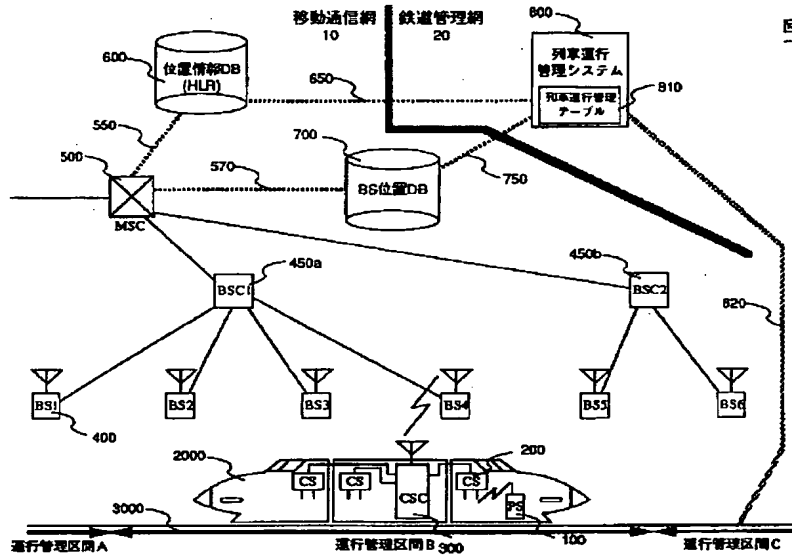 移動通信網
10
鉄道管理網
20
800
600
位置情報DB
(HLR)
650
列車運行
管理システム
列車運行管理
テーブル
810
550
500
700
570
BS位置DB
750
MSC
450a
BSC1
450b
BSC2
820
BS1
BS2
BS3
BS4
BS5
BS6
400
2000
200
CS
CS
CSC
CS
PS
3000
300
100
運行管理区間A
運行管理区間B
運行管理区間C